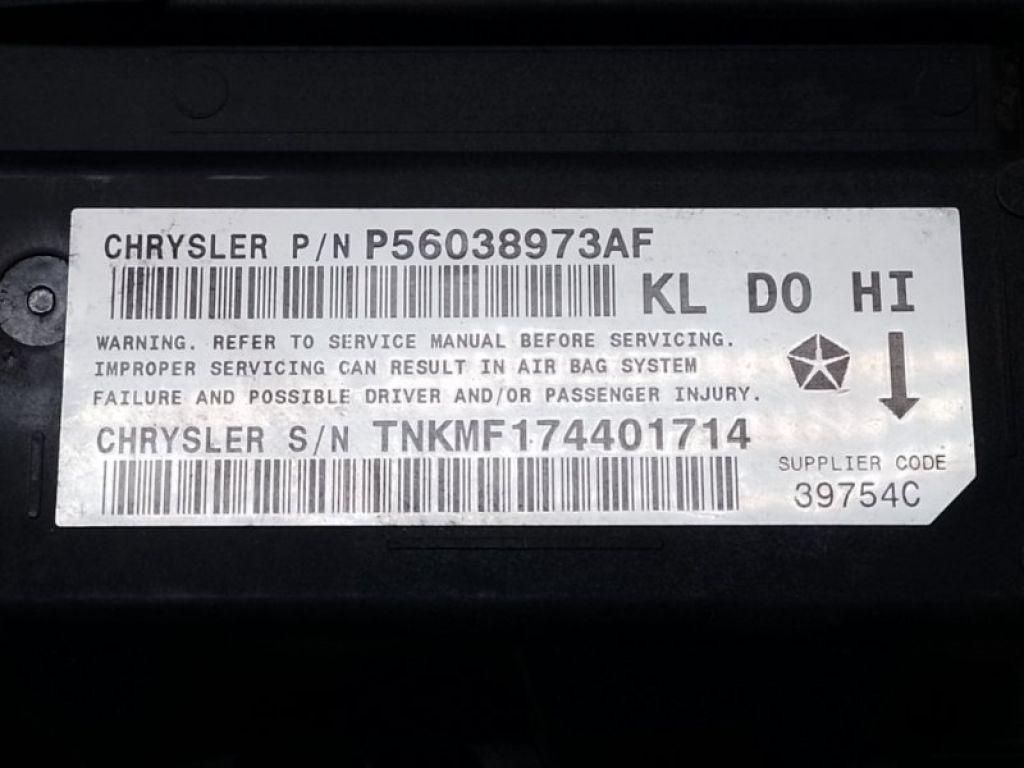 CHRYSLER P/N P56038973AF
KL DO HI
WARNING. REFER TO SERVICE MANUAL BEFORE SERVICING.
IMPROPER SERVICING CAN RESULT IN AIR BAG SYSTEM
FAILURE AND POSSIBLE DRIVER AND/OR PASSENGER INJURY.
CHRYSLER S/N TNKMF174401714
SUPPLIER CODE
39754C